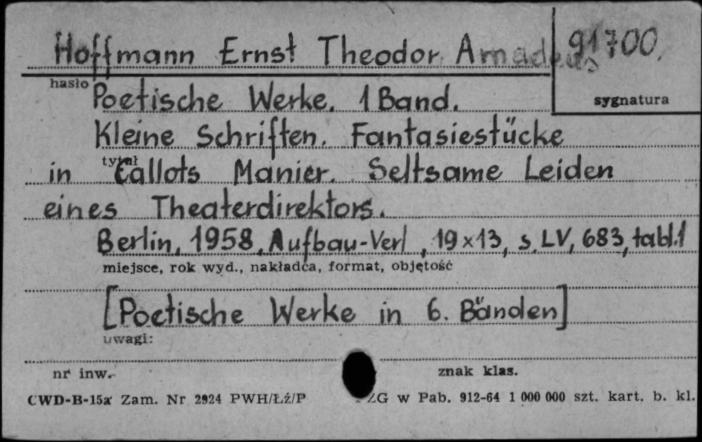 Hoffmann Ernst Theodor Amadeus
91700
hasło
sygnatura
Poetische Werke. 1 Band.
Kleine Schriften. Fantasiestücke
tytuł
in Callots Manier. Seltsame Leiden
eines Theaterdirektors.
Berlin, 1958, Aufbau-Verl, 19x13, s. LV, 683, tabl.1
miejsce, rok wyd., nakładca, format, objętość
[Poetische Werke in 6. Bänden]
uwagi:
nr inw. znak klas.
CWD-B-15a Zam. Nr 2924 PWH/Łż/P ZG w Pab. 912-64 1 000 000 szt. kart. b. kl.